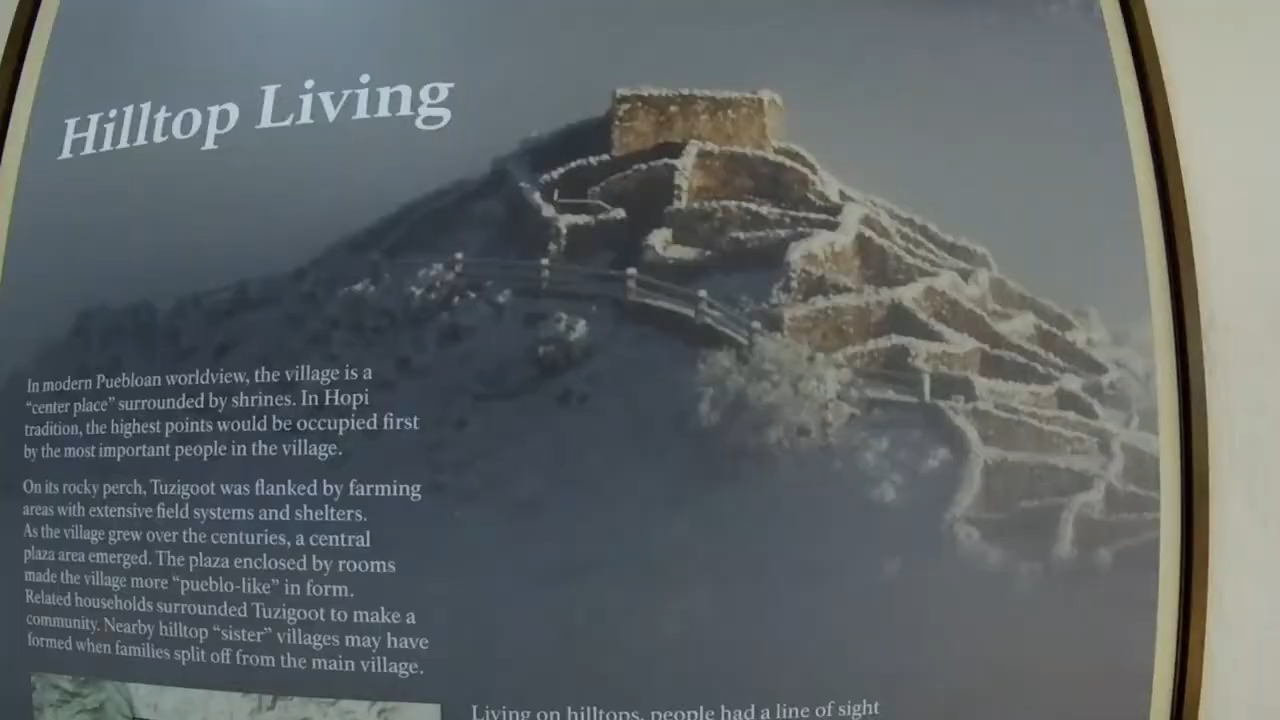 Hilltop Living
In modern Puebloan worldview, the village is a
“center place” surrounded by shrines. In Hopi
tradition, the highest points would be occupied first
by the most important people in the village.
On its rocky perch, Tuzigoot was flanked by farming
areas with extensive field systems and shelters.
As the village grew over the centuries, a central
plaza area emerged. The plaza enclosed by rooms
made the village more “pueblo-like” in form.
Related households surrounded Tuzigoot to make a
community. Nearby hilltop “sister” villages may have
formed when families split off from the main village.
Living on hilltops, people had a line of sight